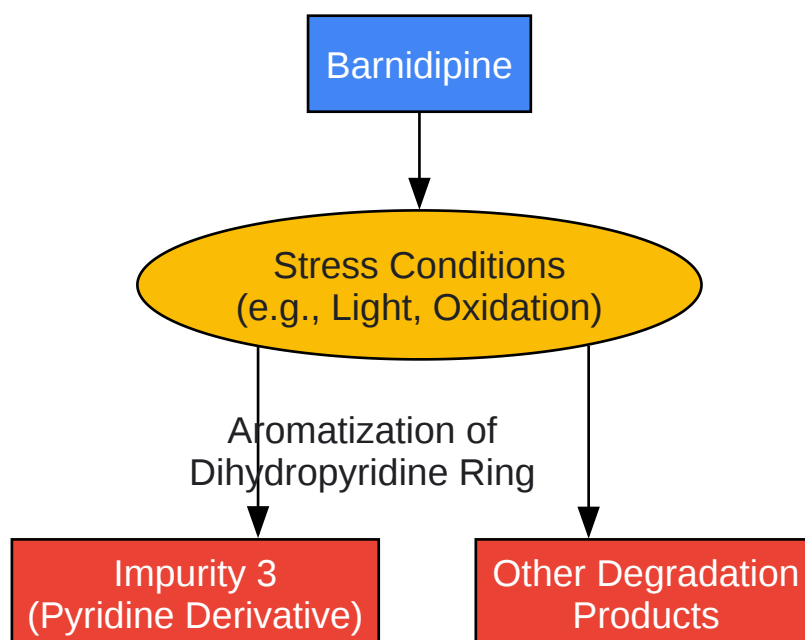 Barnidipine
Stress Conditions
(e.g., Light, Oxidation)
Aromatization of
Dihydropyridine Ring
Impurity 3
(Pyridine Derivative)
Other Degradation
Products